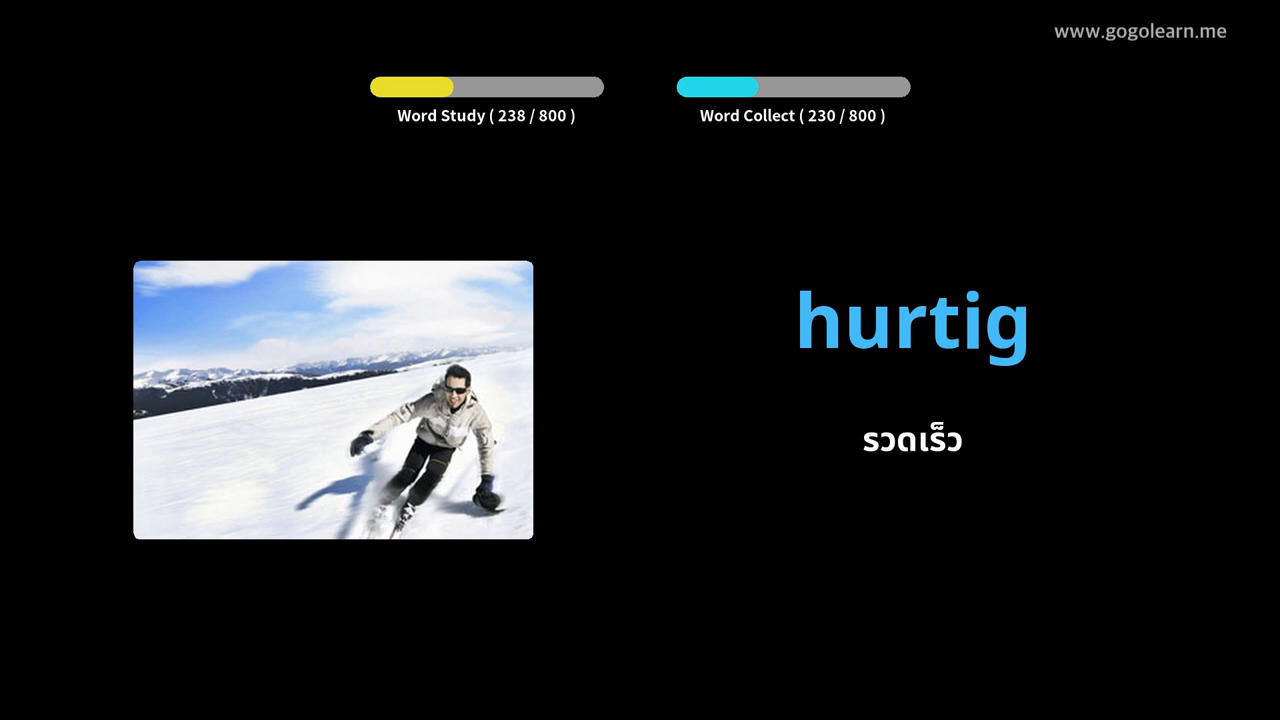 www.gogolearn.me
Word Study ( 238 / 800 )
Word Collect ( 230 / 800 )
hurtig
รวดเร็ว